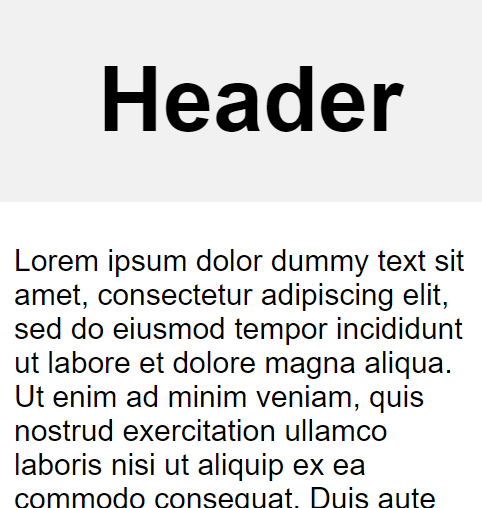 Header
Lorem ipsum dolor dummy text sit
amet, consectetur adipiscing elit,
sed do eiusmod tempor incididunt
ut labore et dolore magna aliqua.
Ut enim ad minim veniam, quis
nostrud exercitation ullamco
laboris nisi ut aliquip ex ea
commodo consequat. Duis aute